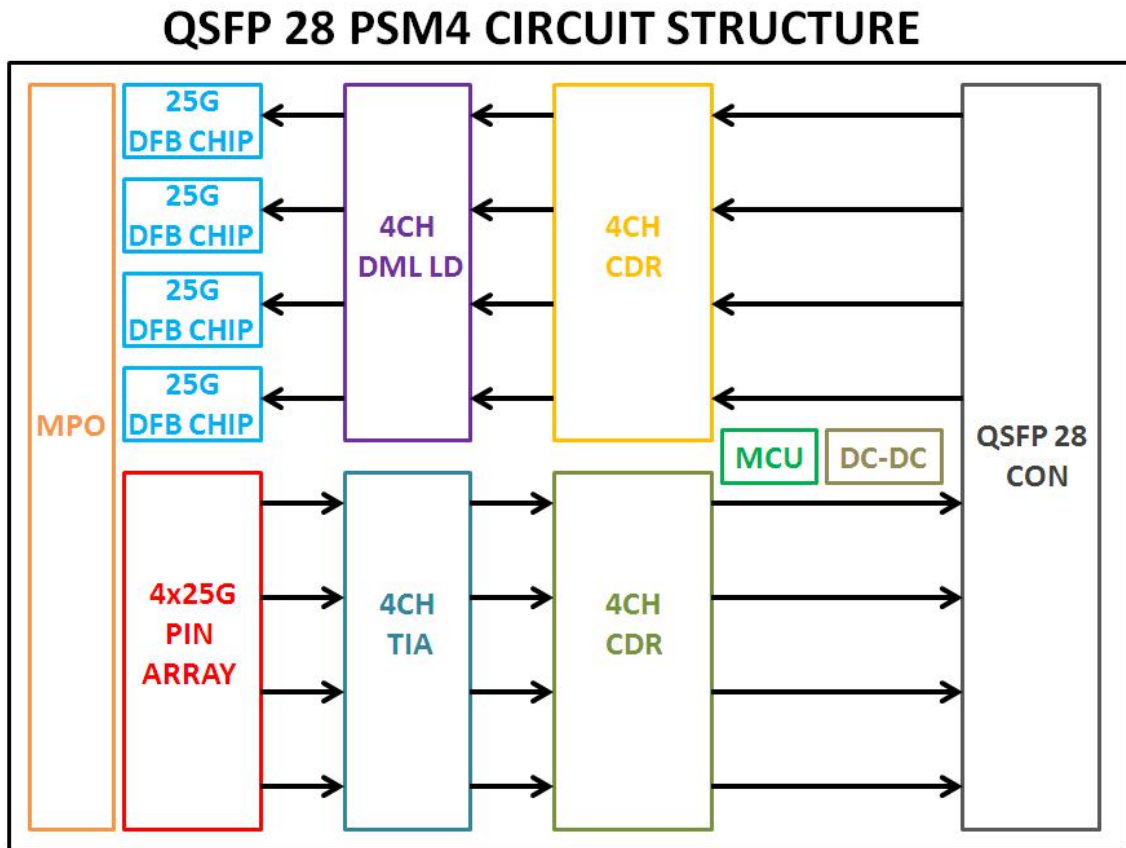 QSFP 28 PSM4 CIRCUIT STRUCTURE
MPO
25G
DFB CHIP
25G
DFB CHIP
25G
DFB CHIP
25G
DFB CHIP
4CH
DML LD
4CH
CDR
QSFP 28
CON
MCU
DC-DC
4x25G
PIN
ARRAY
4CH
TIA
4CH
CDR